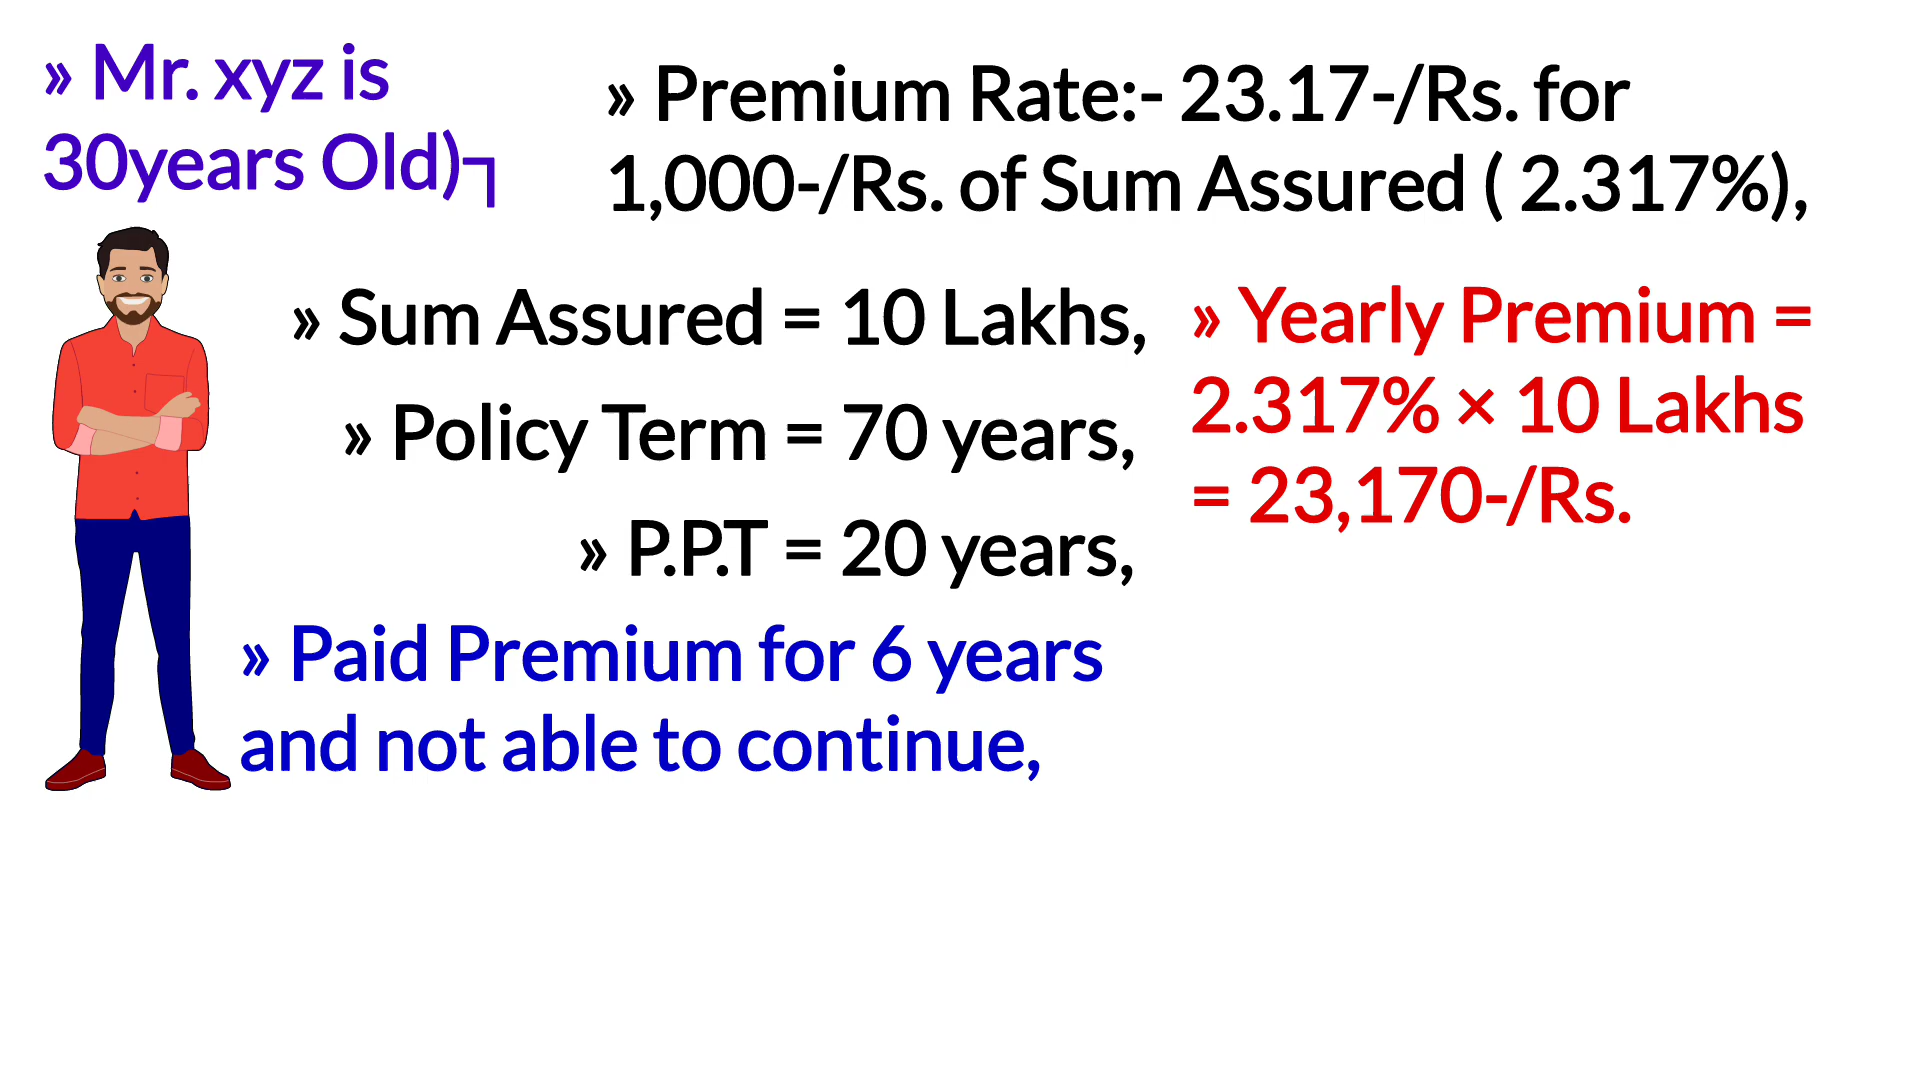 » Mr. xyz is
30years Old)┐
» Premium Rate:- 23.17-/Rs. for
1,000-/Rs. of Sum Assured ( 2.317%),
» Sum Assured = 10 Lakhs,
» Policy Term = 70 years,
» P.P.T = 20 years,
» Yearly Premium =
2.317% × 10 Lakhs
= 23,170-/Rs.
» Paid Premium for 6 years
and not able to continue,